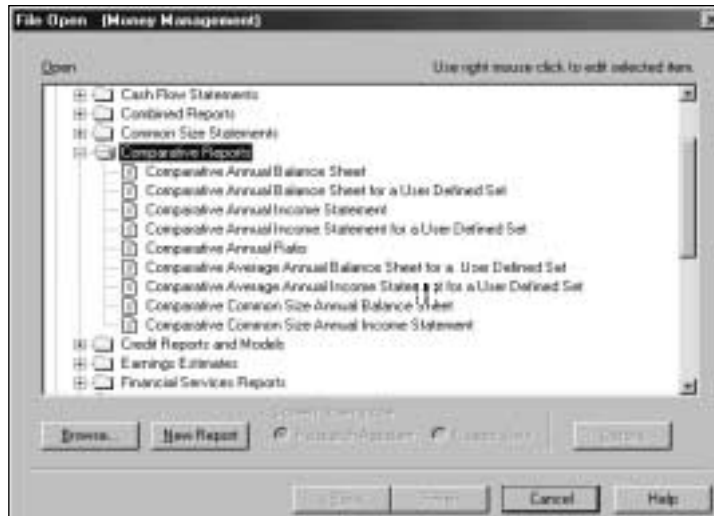 File Open (Money Management)
Open
Use right mouse click to edit selected item.
Cash Flow Statements
Combined Reports
Common Size Statements
Comparative Reports
Comparative Annual Balance Sheet
Comparative Annual Balance Sheet for a User Defined Set
Comparative Annual Income Statement
Comparative Annual Income Statement for a User Defined Set
Comparative Annual Ratio
Comparative Average Annual Balance Sheet for a User Defined Set
Comparative Average Annual Income Statement for a User Defined Set
Comparative Common Size Annual Balance Sheet
Comparative Common Size Annual Income Statement
Credit Reports and Models
Earnings Estimates
Financial Services Reports
Browse... New Report
Cancel Help